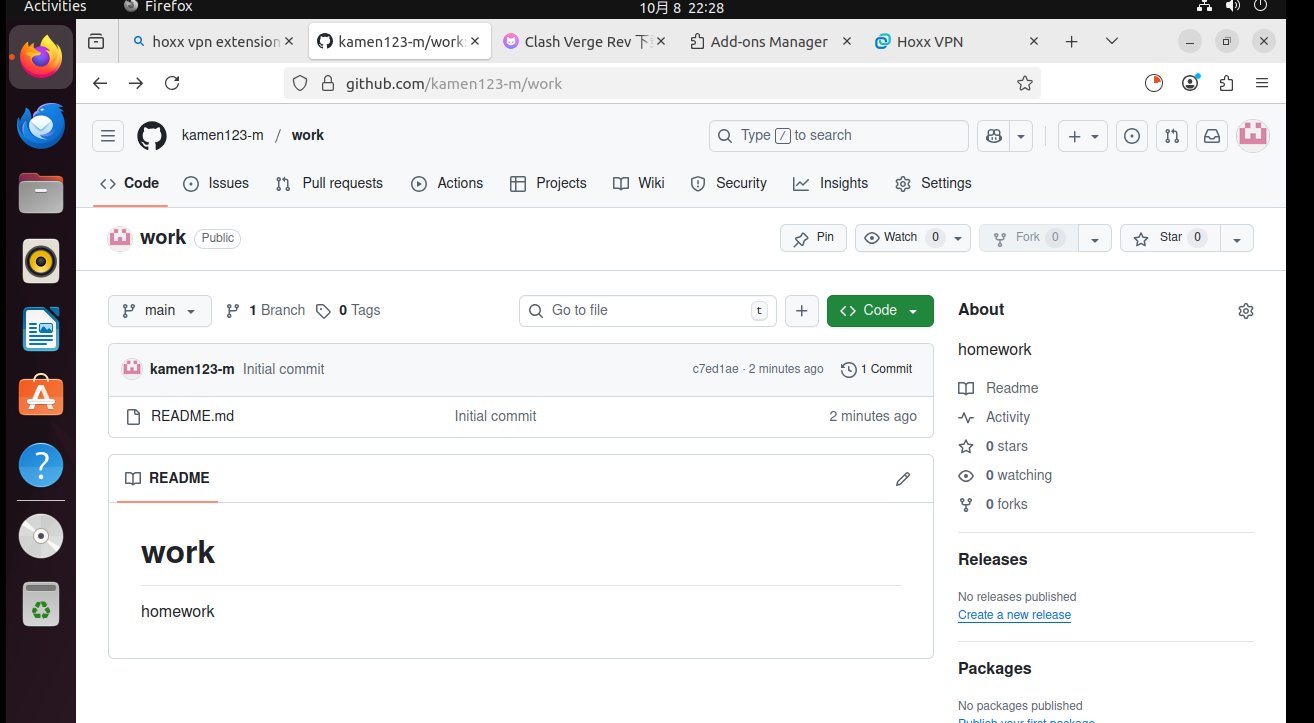 Activities Firefox 10月 8 22:28
hoxx vpn extension kamen123-m/work: Clash Verge Rev 下 Add-ons Manager Hoxx VPN
github.com/kamen123-m/work
kamen123-m / work Type / to search
Code Issues Pull requests Actions Projects Wiki Security Insights Settings
work Public Pin Watch 0 Fork 0 Star 0
main 1 Branch 0 Tags Go to file t Code
kamen123-m Initial commit c7ed1ae · 2 minutes ago 1 Commit
README.md Initial commit 2 minutes ago
README
work
homework
About
homework
Readme
Activity
0 stars
0 watching
0 forks
Releases
No releases published
Create a new release
Packages
No packages published
Publish your first package